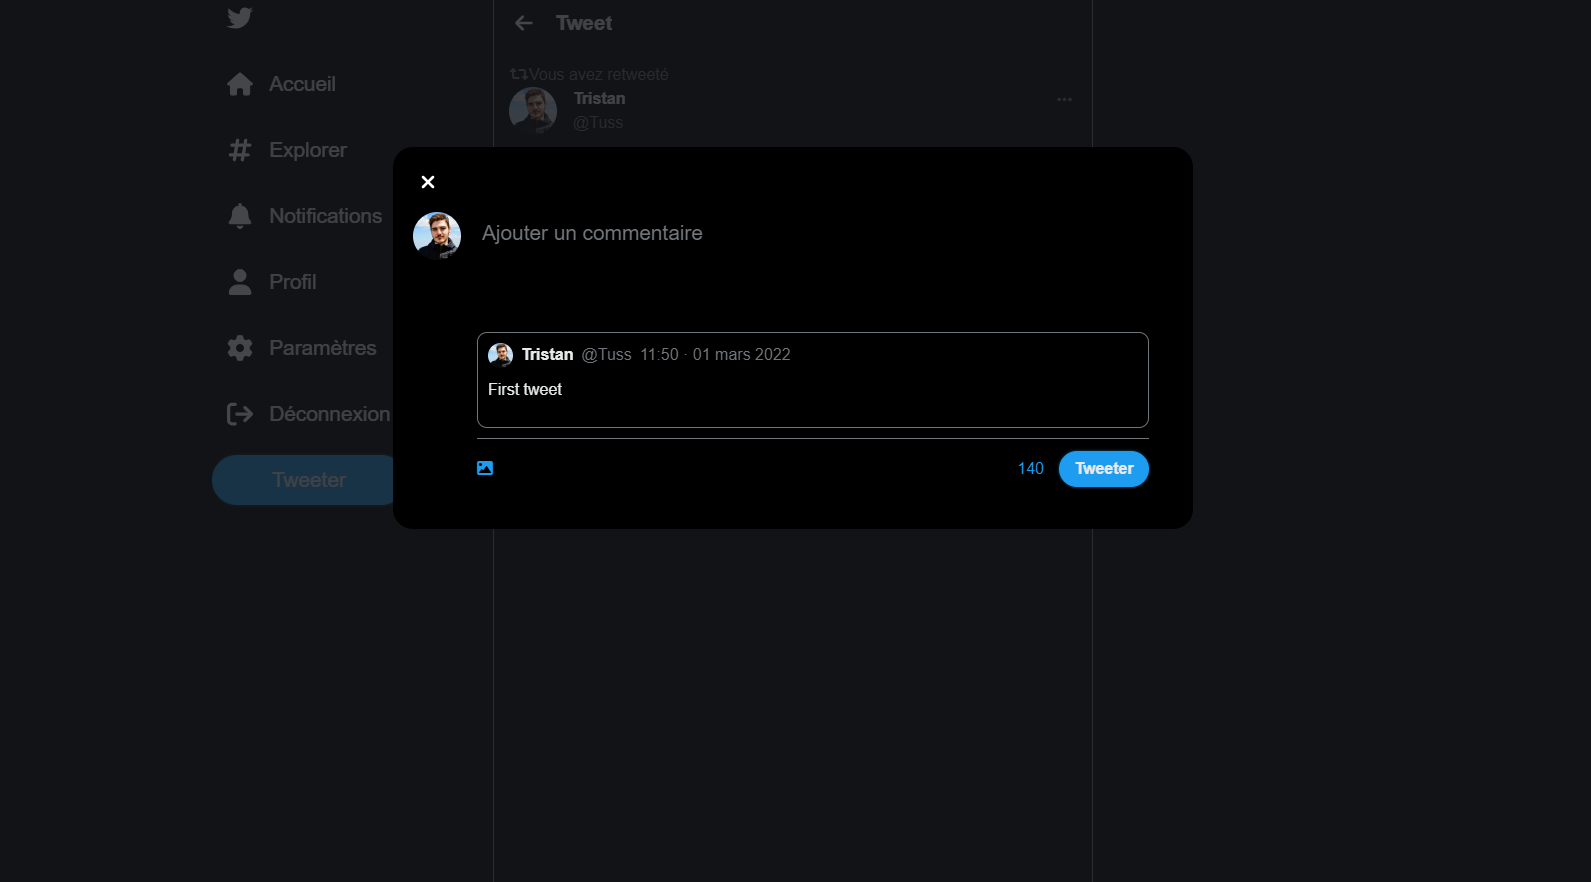 Accueil
Explorer
Notifications
Profil
Paramètres
Déconnexion
Tweeter
Tweet
Vous avez retweeté
Tristan
@Tuss
Ajouter un commentaire
Tristan @Tuss 11:50 · 01 mars 2022
First tweet
140 Tweeter